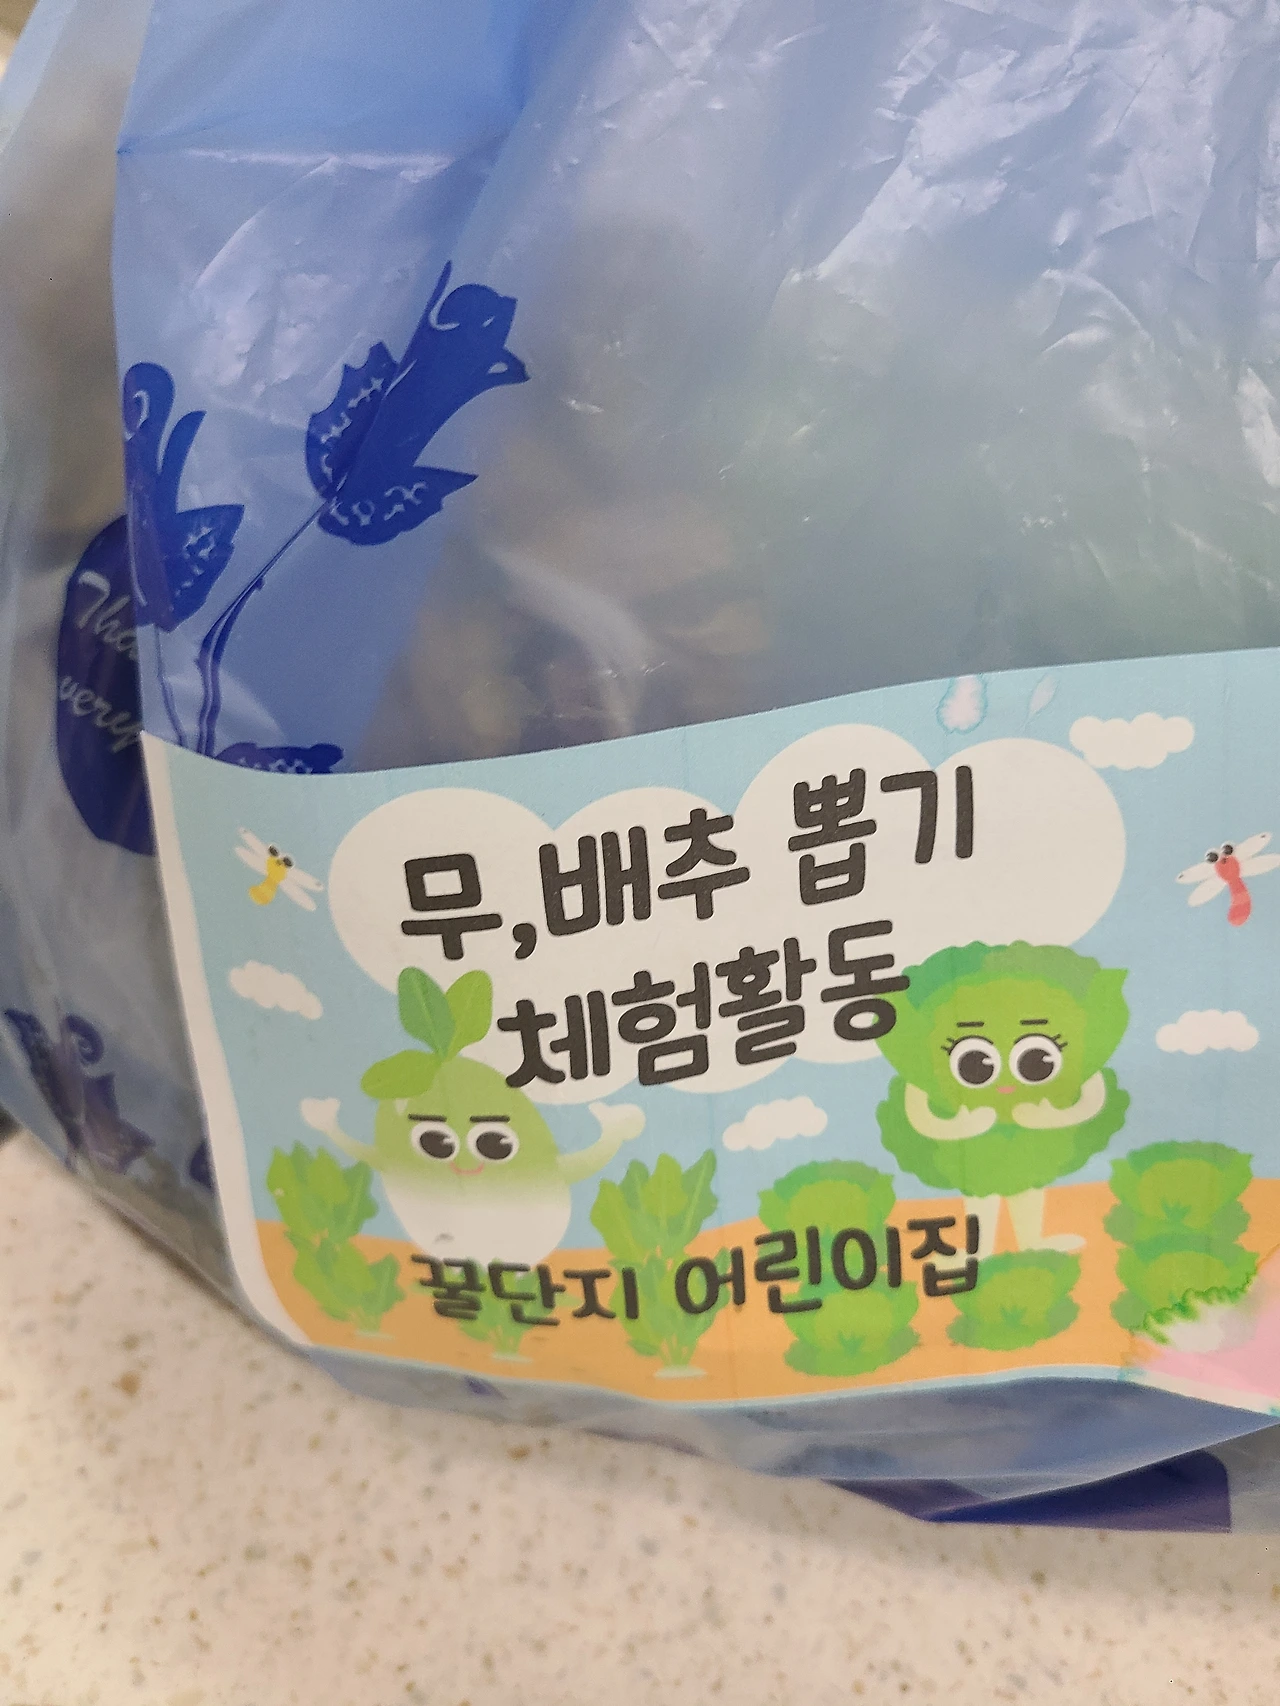 무,배추 뽑기
체험활동
꿀단지 어린이집